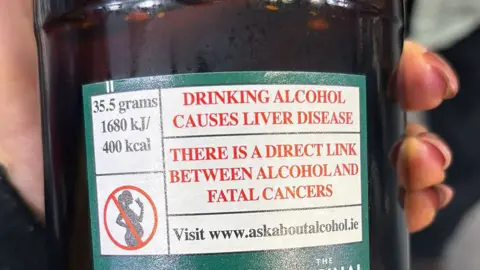 35.5 grams
1680 kJ/
400 kcal
DRINKING ALCOHOL
CAUSES LIVER DISEASE
THERE IS A DIRECT LINK
BETWEEN ALCOHOL AND
FATAL CANCERS
Visit www.askaboutalcohol.ie
THE